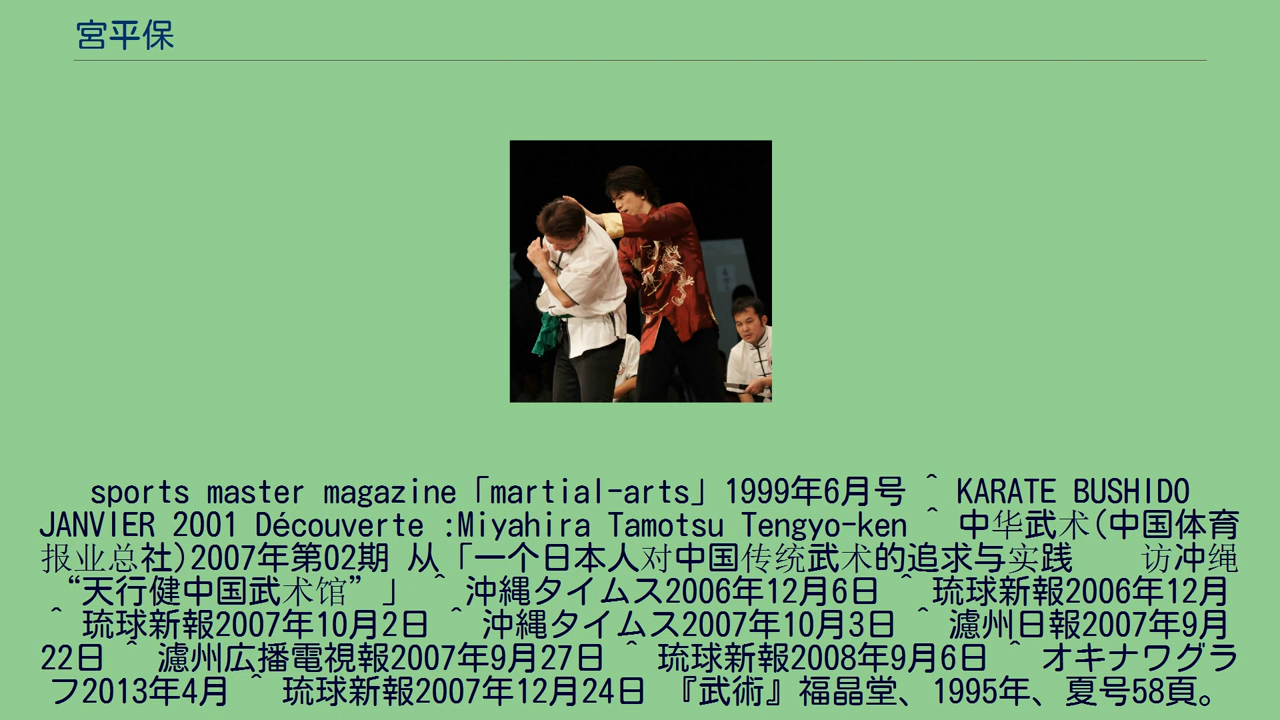 宮平保
sports master magazine「martial-arts」1999年6月号 ^ KARATE BUSHIDO
JANVIER 2001 Découverte :Miyahira Tamotsu Tengyo-ken ^ 中华武术(中国体育
报业总社)2007年第02期 从「一个日本人对中国传统武术的追求与实践 访冲绳
“天行健中国武术馆”」 ^ 沖縄タイムス2006年12月6日 ^ 琉球新報2006年12月
^ 琉球新報2007年10月2日 ^ 沖縄タイムス2007年10月3日 ^ 濾州日報2007年9月
22日 ^ 濾州広播電視報2007年9月27日 ^ 琉球新報2008年9月6日 ^ オキナワグラ
フ2013年4月 ^ 琉球新報2007年12月24日 『武術』福晶堂、1995年、夏号58頁。